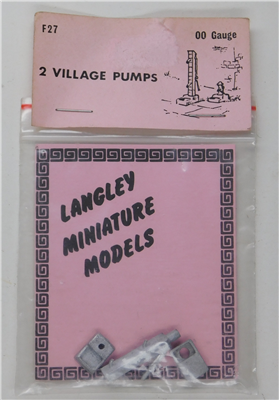 F27
00 Gauge
2 VILLAGE PUMPS
LANGLEY
MINIATURE
MODELS